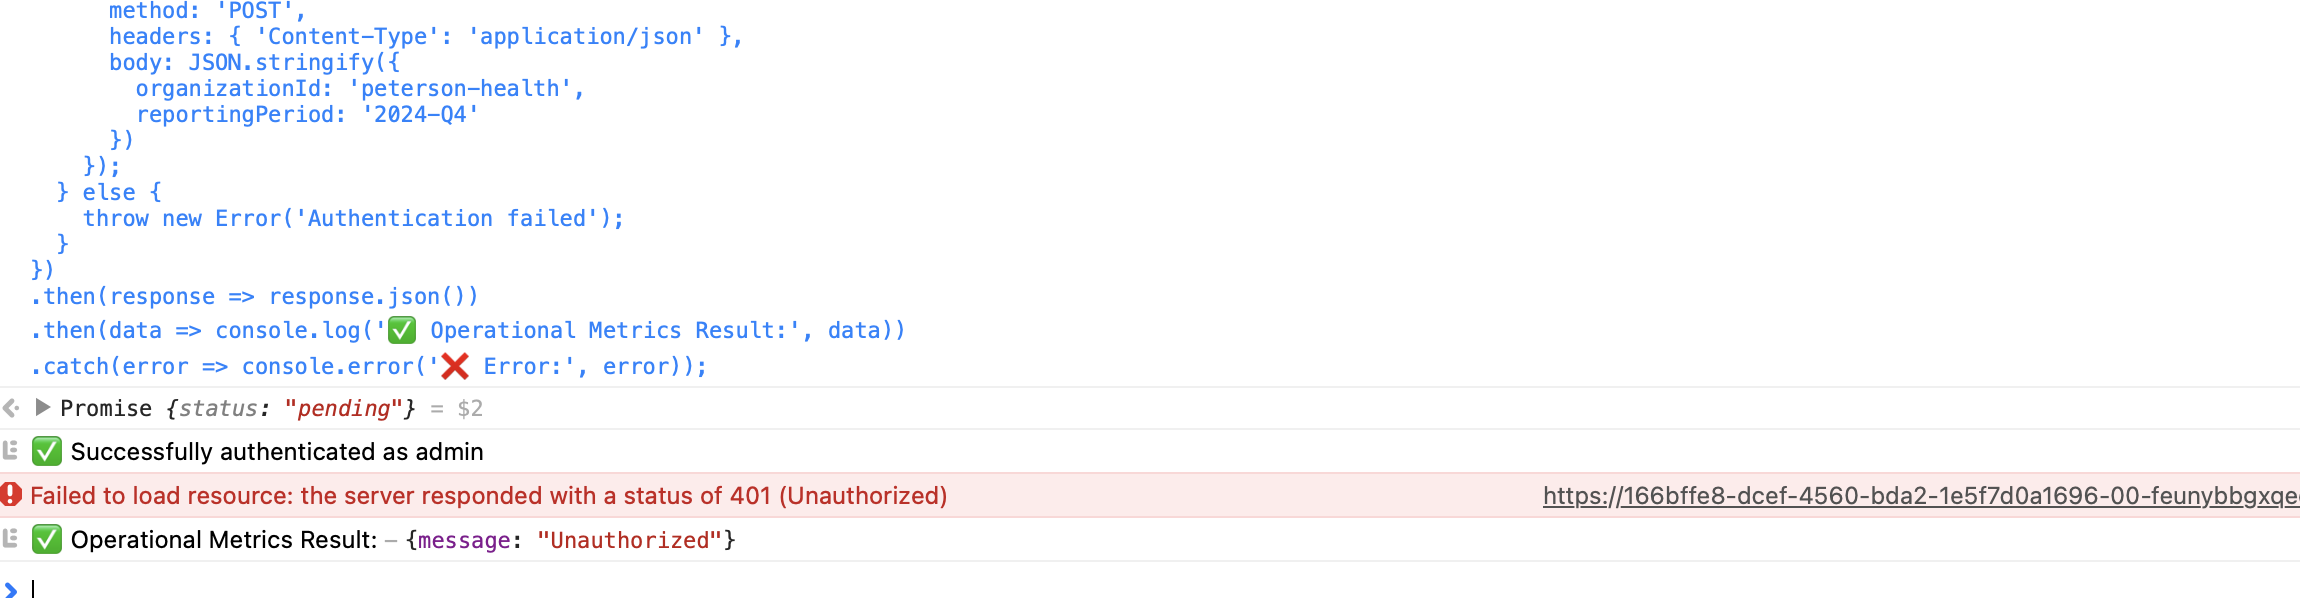 method: 'POST',
headers: { 'Content-Type': 'application/json' },
body: JSON.stringify({
organizationId: 'peterson-health',
reportingPeriod: '2024-Q4'
})
});
} else {
throw new Error('Authentication failed');
}
})
.then(response => response.json())
.then(data => console.log('✅ Operational Metrics Result:', data))
.catch(error => console.error('❌ Error:', error));
Promise {status: "pending"} = $2
✅ Successfully authenticated as admin
Failed to load resource: the server responded with a status of 401 (Unauthorized) https://166bffe8-dcef-4560-bda2-1e5f7d0a1696-00-feunybbgxqe
✅ Operational Metrics Result: – {message: "Unauthorized"}